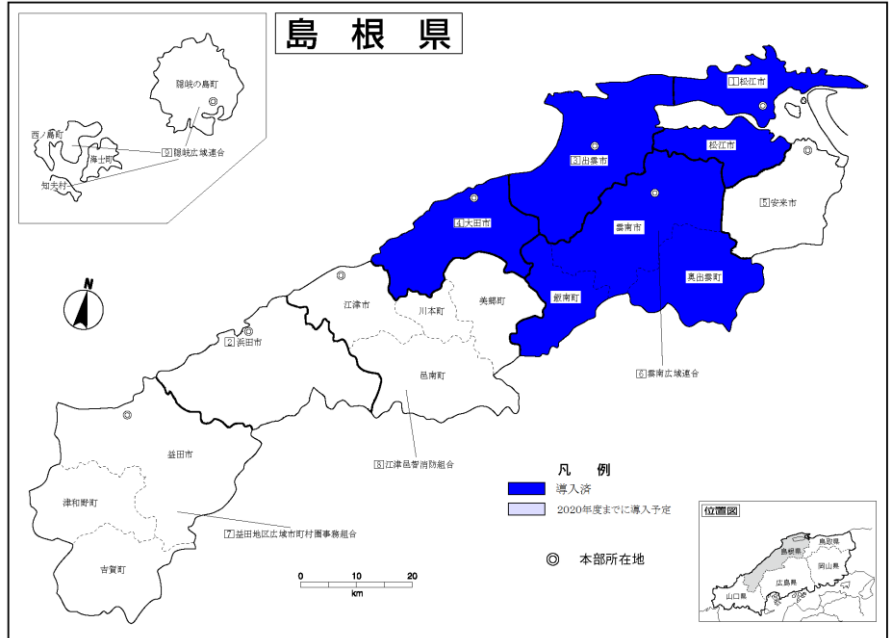 島根県
隠岐の島町
西ノ島町
海士町
9隠岐広域連合
知夫村
1松江市
松江市
3出雲市
5安来市
4大田市
雲南市
奥出雲町
飯南町
N
江津市
川本町
美郷町
2浜田市
邑南町
6雲南広域連合
益田市
8江津邑智消防組合
津和野町
7益田地区広域市町村圏事務組合
吉賀町
凡例
導入済
2020年度までに導入予定
本部所在地
0 10 20
km
位置図
島根県
鳥取県
岡山県
広島県
山口県